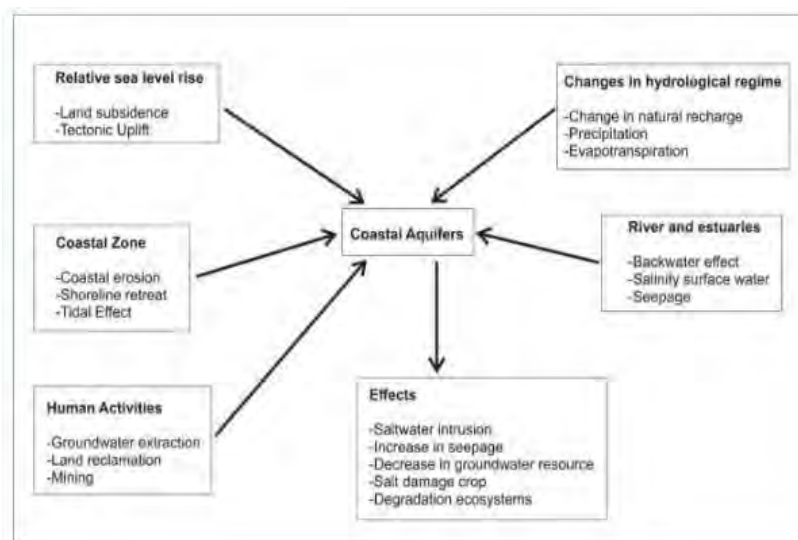 Relative sea level rise
-Land subsidence
-Tectonic Uplift
Changes in hydrological regime
-Change in natural recharge
-Precipitation
-Evapotranspiration
Coastal Aquifers
Coastal Zone
-Coastal erosion
-Shoreline retreat
-Tidal Effect
River and estuaries
-Backwater effect
-Salinity surface water
-Seepage
Human Activities
-Groundwater extraction
-Land reclamation
-Mining
Effects
-Saltwater intrusion
-Increase in seepage
-Decrease in groundwater resource
-Salt damage crop
-Degradation ecosystems